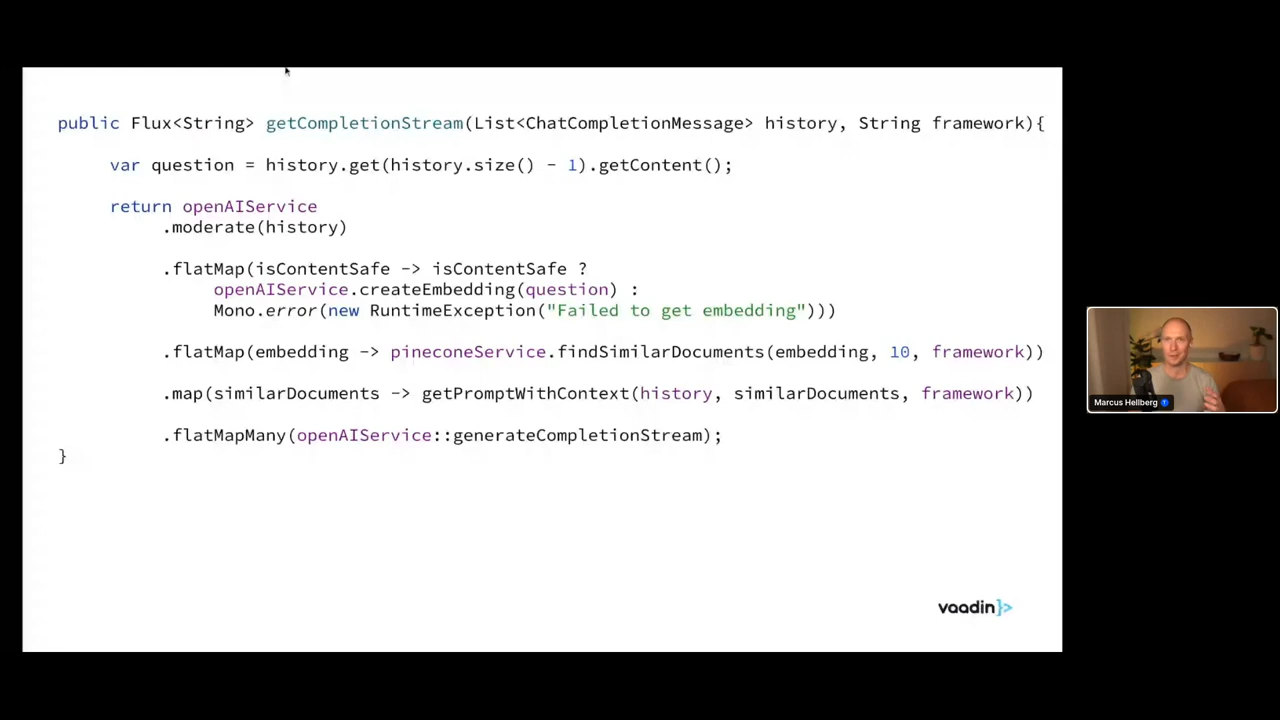 public Flux<String> getCompletionStream(List<ChatCompletionMessage> history, String framework){
var question = history.get(history.size() - 1).getContent();
return openAIService
.moderate(history)
.flatMap(isContentSafe -> isContentSafe ?
openAIService.createEmbedding(question) :
Mono.error(new RuntimeException("Failed to get embedding")))
.flatMap(embedding -> pineconeService.findSimilarDocuments(embedding, 10, framework))
.map(similarDocuments -> getPromptWithContext(history, similarDocuments, framework))
.flatMapMany(openAIService::generateCompletionStream);
}
vaadin}>
Marcus Hellberg